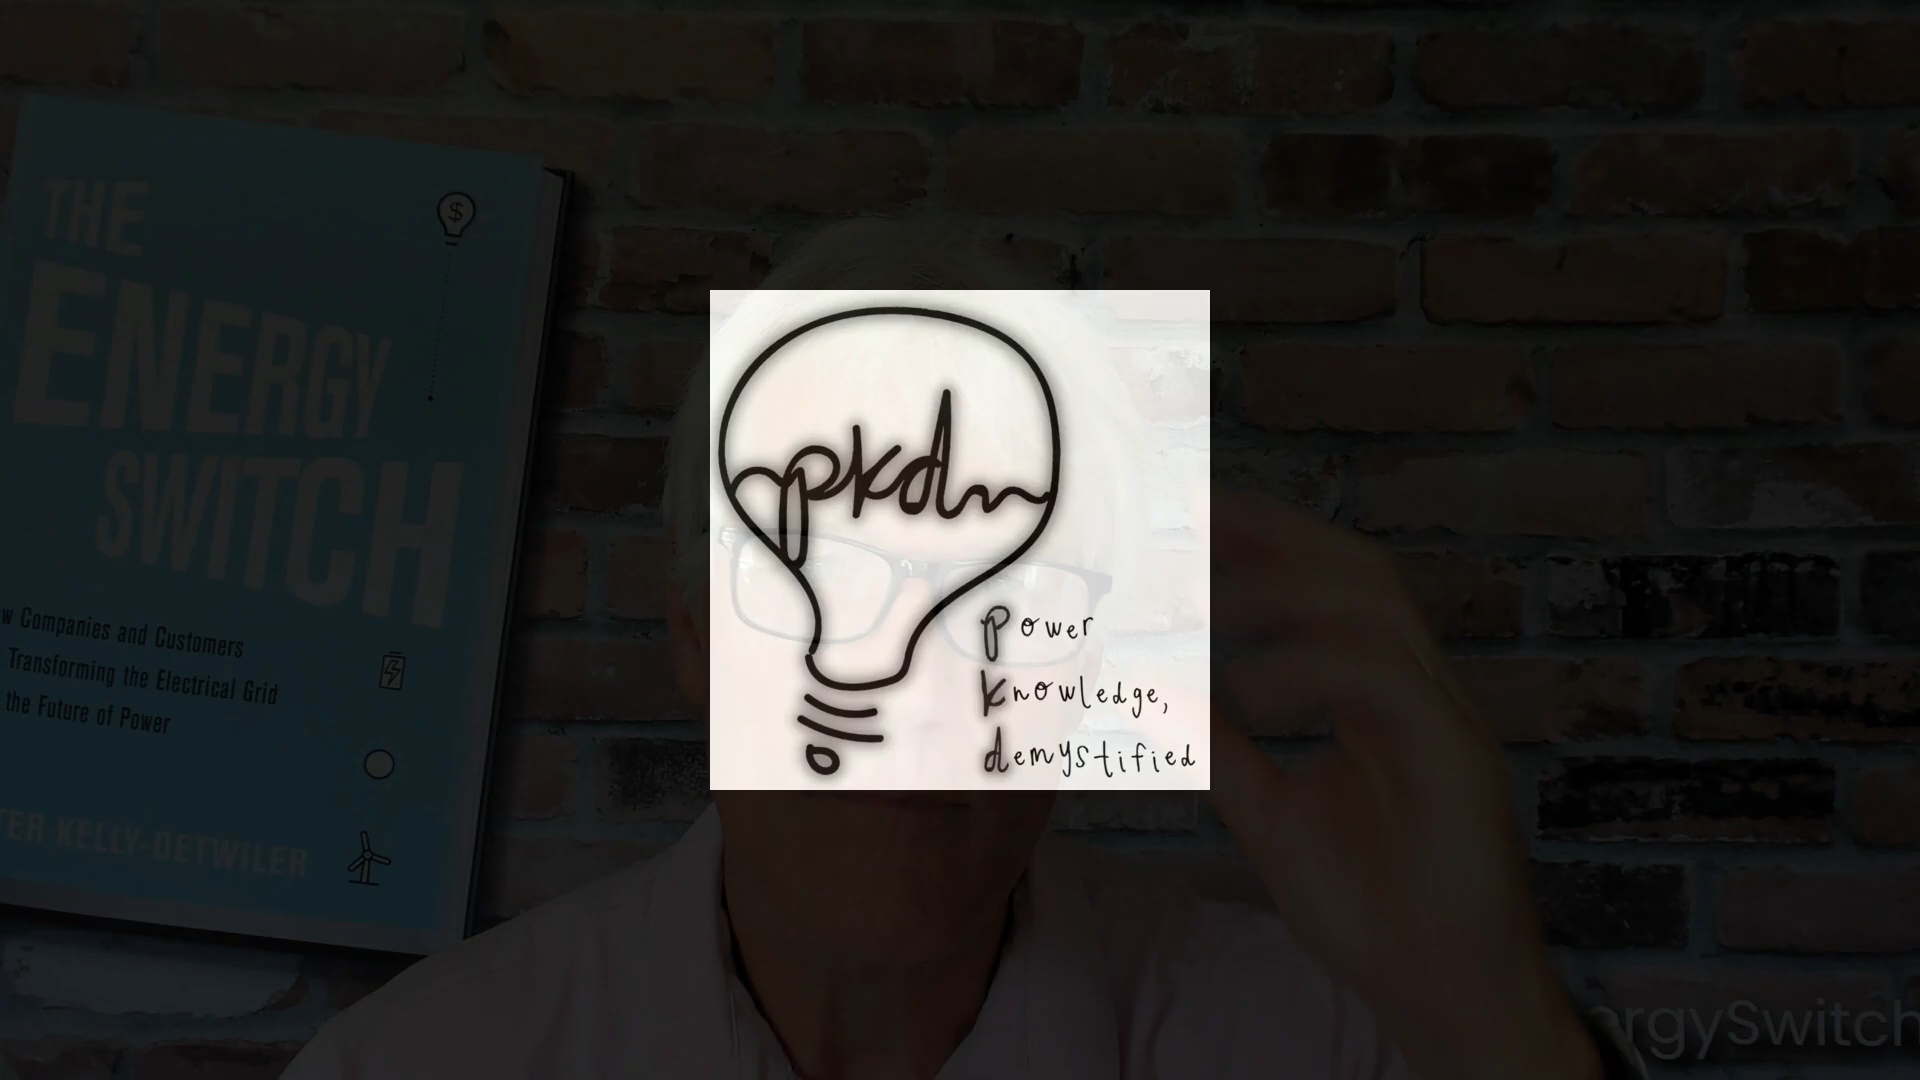 THE
ENERGY
SWITCH
w Companies and Customers
Transforming the Electrical Grid
the Future of Power
TER KELLY-DETWILER
$
pkd
Power
Knowledge,
demystified
ergySwitch